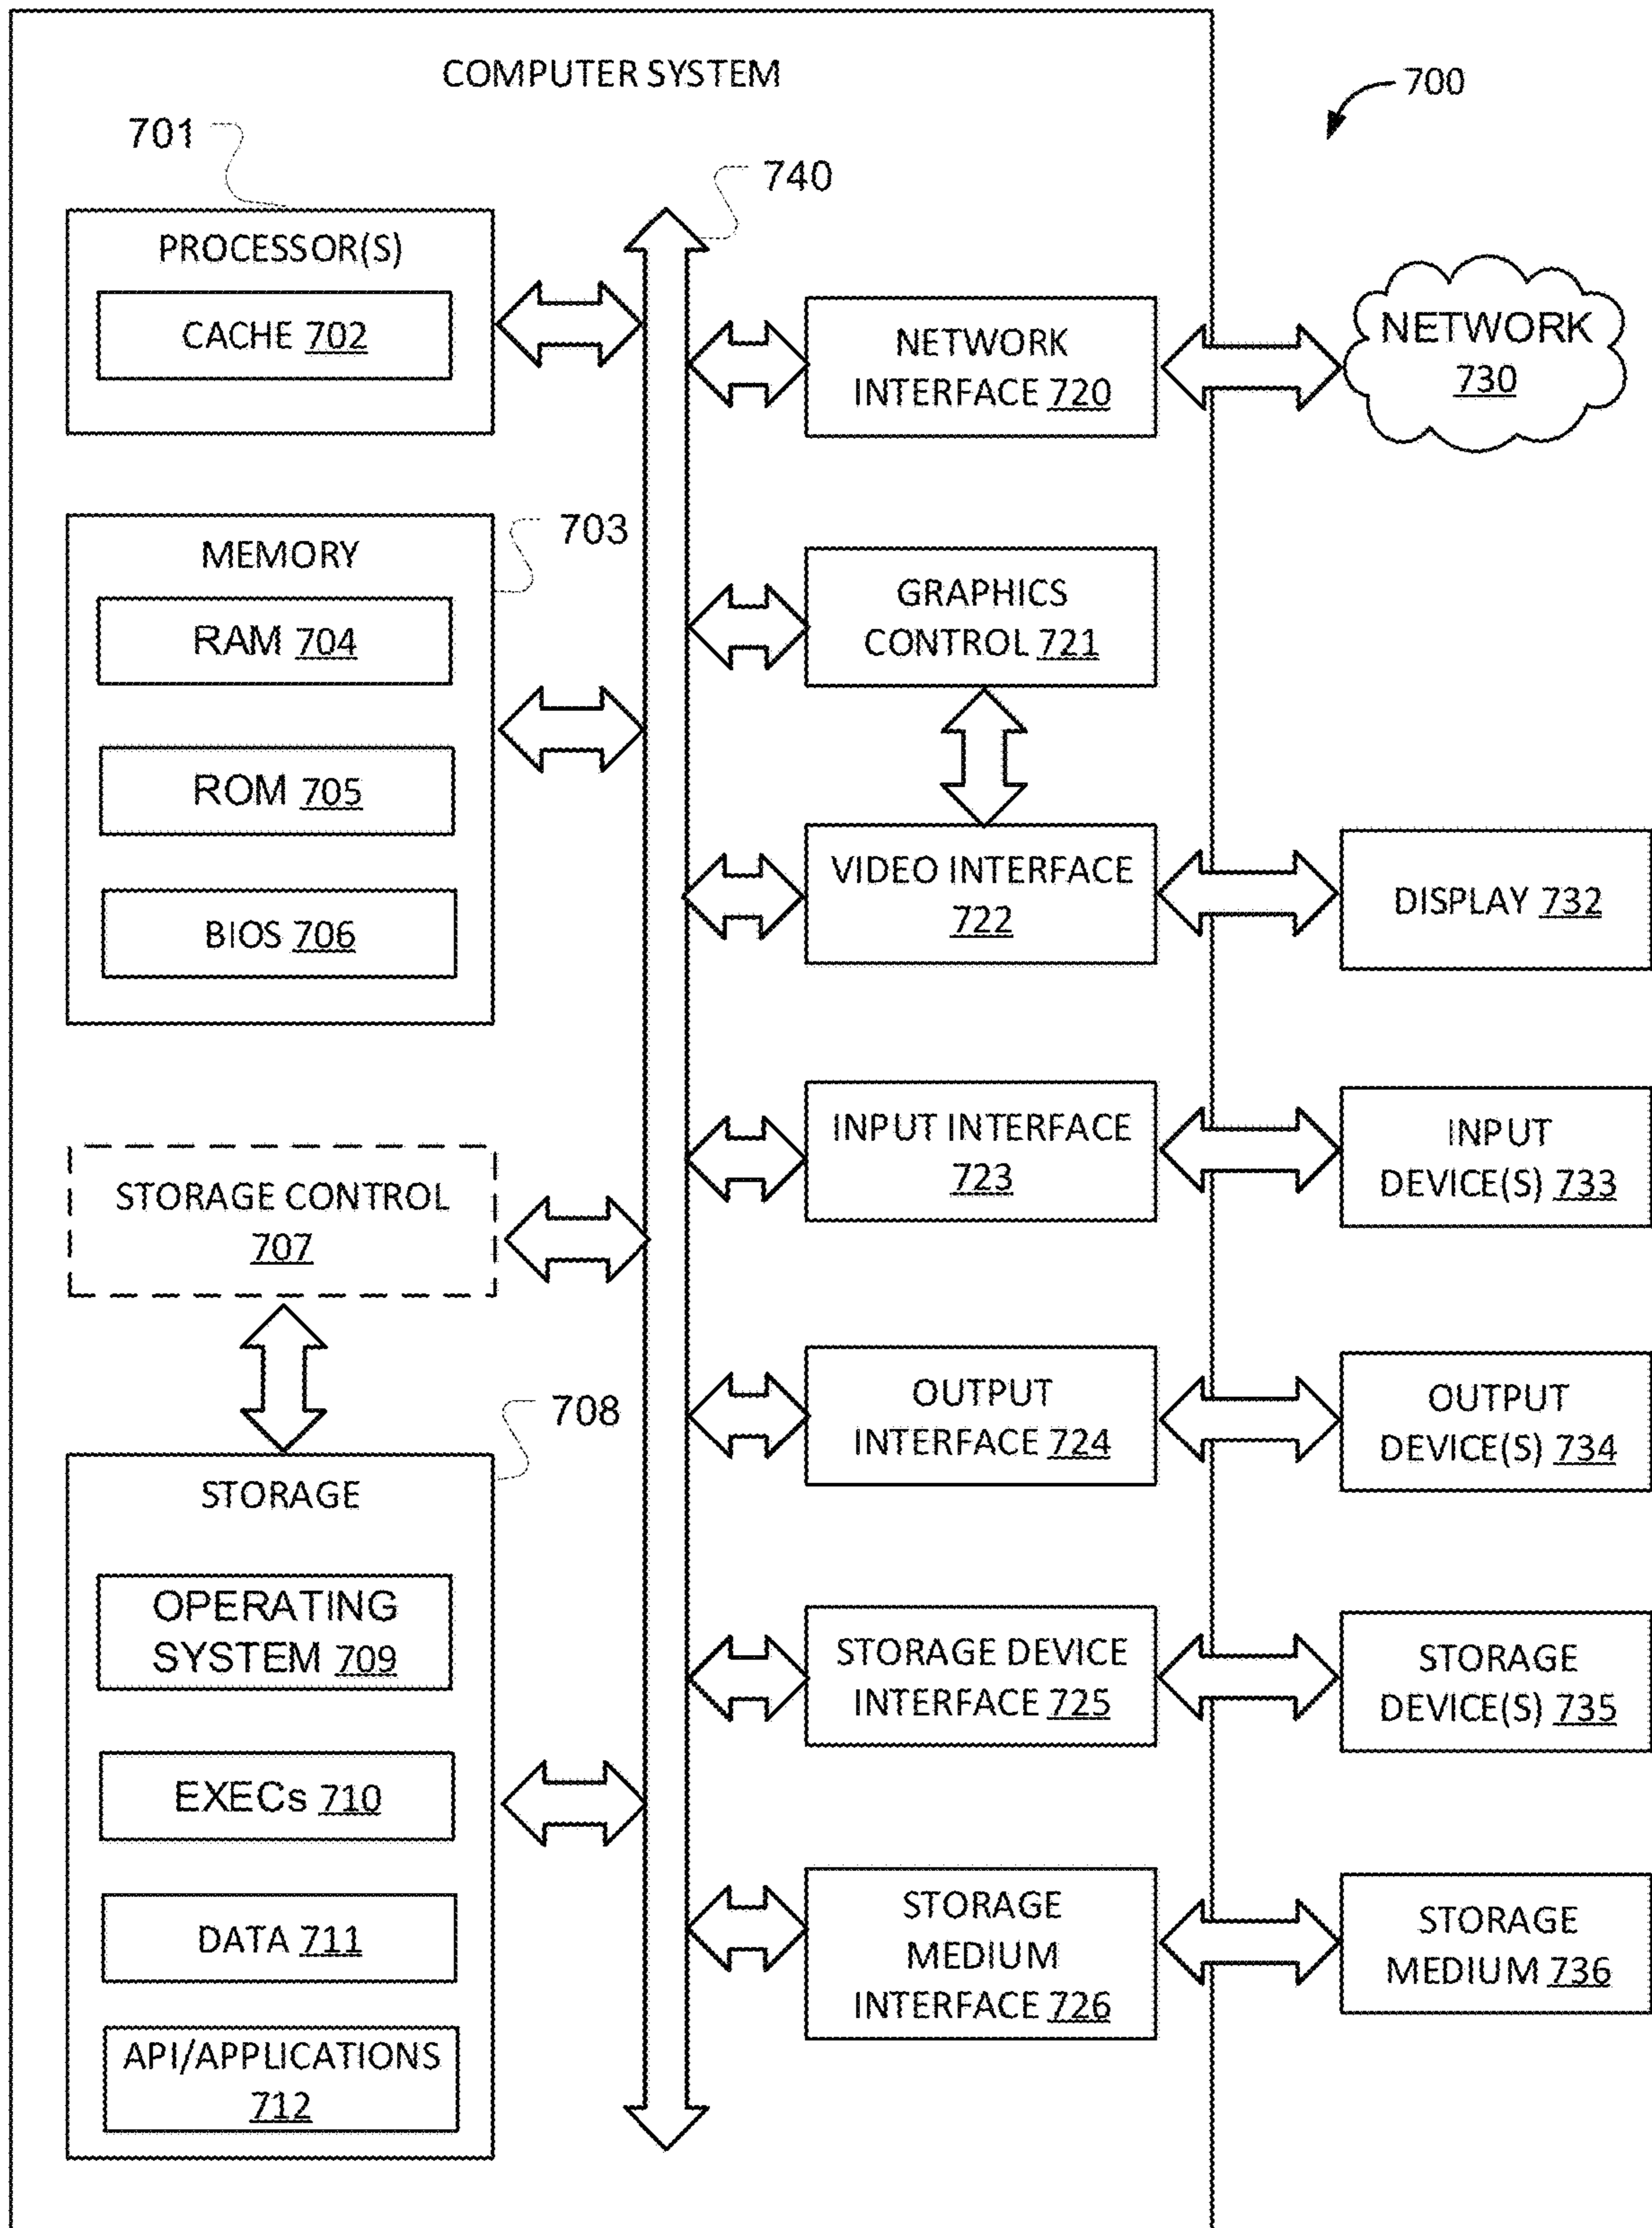 COMPUTER SYSTEM
700
701
740
PROCESSOR(S)
CACHE 702
NETWORK
INTERFACE 720
NETWORK
730
703
MEMORY
RAM 704
ROM 705
BIOS 706
GRAPHICS
CONTROL 721
VIDEO INTERFACE
722
DISPLAY 732
STORAGE CONTROL
707
INPUT INTERFACE
723
INPUT
DEVICE(S) 733
708
STORAGE
OPERATING
SYSTEM 709
EXECs 710
DATA 711
API/APPLICATIONS
712
OUTPUT
INTERFACE 724
OUTPUT
DEVICE(S) 734
STORAGE DEVICE
INTERFACE 725
STORAGE
DEVICE(S) 735
STORAGE
MEDIUM
INTERFACE 726
STORAGE
MEDIUM 736